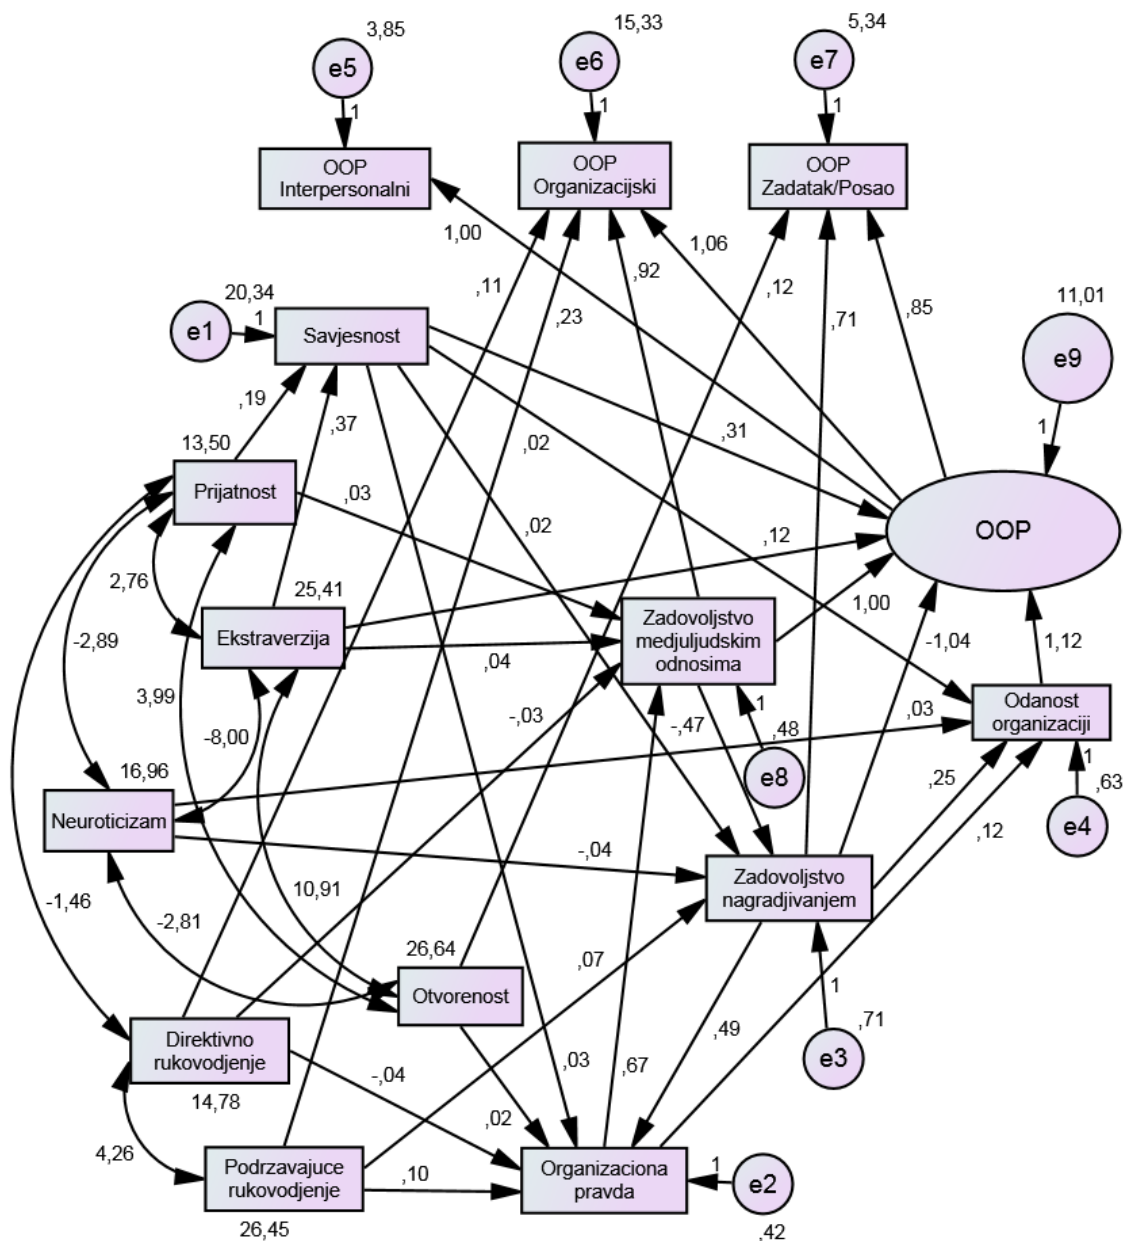 3,85
15,33
5,34
e5
e6
e7
1
1
1
OOP
Interpersonalni
OOP
Organizacijski
OOP
Zadatak/Posao
1,00
,11
,23
,92
1,06
,12
,71
,85
20,34
e1
1
Savjesnost
11,01
e9
1
,19
,37
13,50
Prijatnost
,03
,02
,02
,31
,12
OOP
2,76
25,41
Ekstraverzija
,04
Zadovoljstvo
medjuljudskim
odnosima
1,00
-1,04
1,12
-2,89
3,99
-8,00
-,03
-,47
,48
1
e8
,03
Odanost
organizaciji
1
,63
e4
16,96
Neuroticizam
-,04
,25
,12
Zadovoljstvo
nagradjivanjem
-1,46
-2,81
10,91
26,64
Otvorenost
,07
1
,71
e3
Direktivno
rukovodjenje
14,78
-,04
,02
,03
,67
,49
4,26
Podrzavajuce
rukovodjenje
26,45
,10
Organizaciona
pravda
1
e2
,42